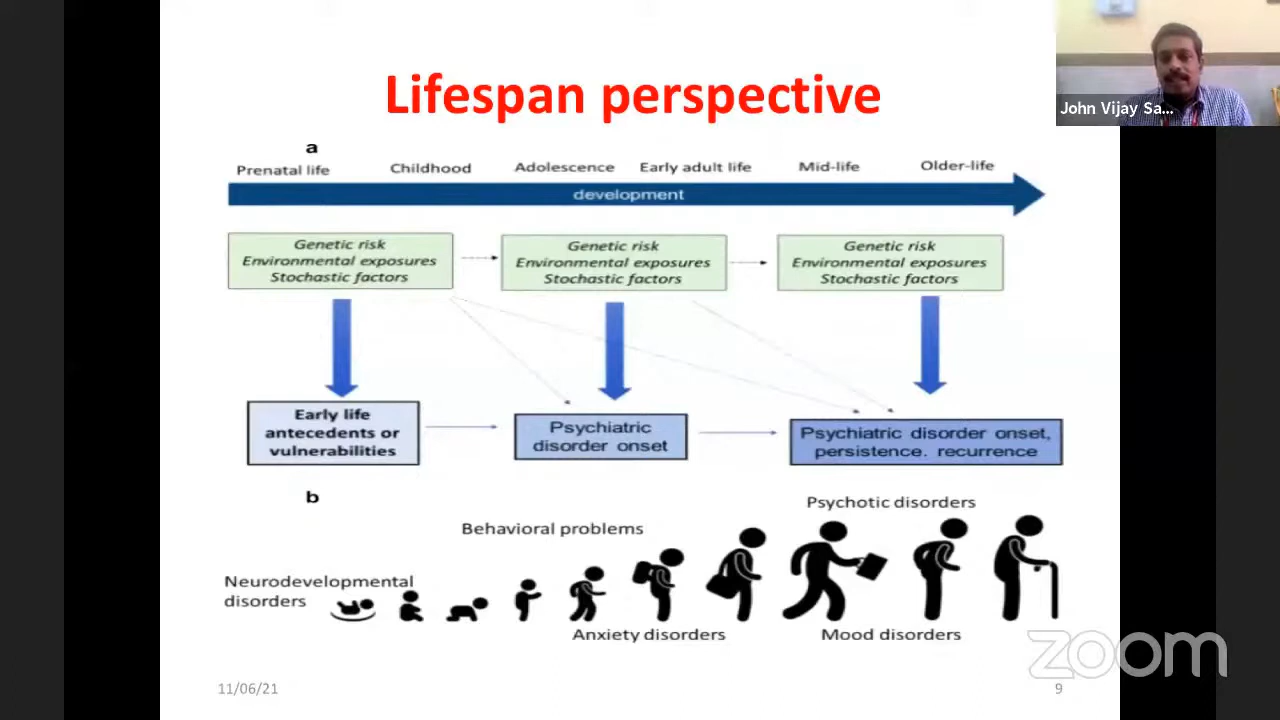 Lifespan perspective
John Vijay Sa...
a
Prenatal life Childhood Adolescence Early adult life Mid-life Older-life
development
Genetic risk
Environmental exposures
Stochastic factors
Genetic risk
Environmental exposures
Stochastic factors
Genetic risk
Environmental exposures
Stochastic factors
Early life
antecedents or
vulnerabilities
Psychiatric
disorder onset
Psychiatric disorder onset,
persistence. recurrence
b
Psychotic disorders
Behavioral problems
Neurodevelopmental
disorders
Anxiety disorders
Mood disorders
zoom
11/06/21
9